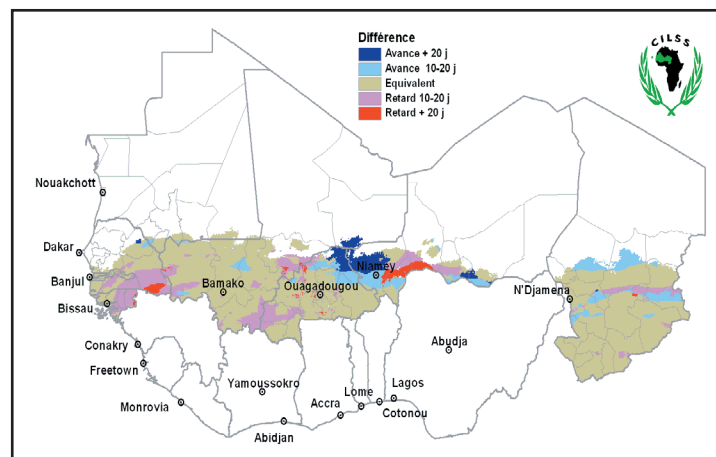 Différence
Avance + 20 j
Avance 10-20 j
Equivalent
Retard 10-20 j
Retard + 20 j
CILSS
Nouakchott
Dakar
Banjul
Bissau
Bamako
Ouagadougou
Niamey
N'Djamena
Conakry
Freetown
Monrovia
Yamoussokro
Abidjan
Accra
Lome
Lagos
Cotonou
Abudja